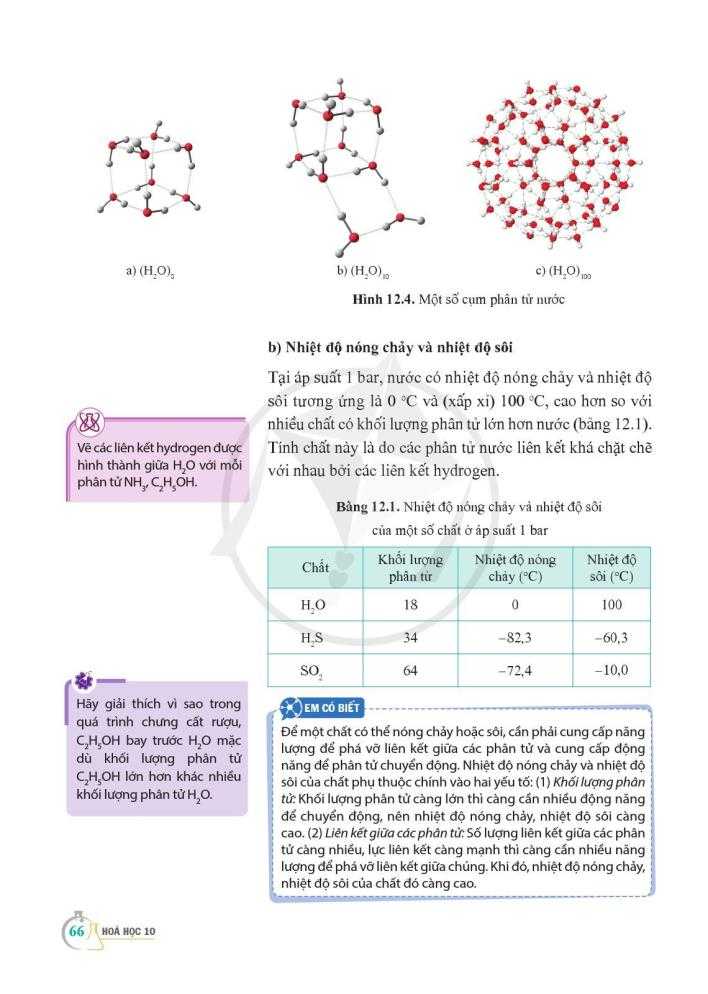 a) (H₂O)₈
b) (H₂O)₁₀
c) (H₂O)₁₀₀
Hình 12.4. Một số cụm phân tử nước
b) Nhiệt độ nóng chảy và nhiệt độ sôi
Tại áp suất 1 bar, nước có nhiệt độ nóng chảy và nhiệt độ
sôi tương ứng là 0 °C và (xấp xỉ) 100 °C, cao hơn so với
nhiều chất có khối lượng phân tử lớn hơn nước (bảng 12.1).
Tính chất này là do các phân tử nước liên kết khá chặt chẽ
với nhau bởi các liên kết hydrogen.
Vẽ các liên kết hydrogen được
hình thành giữa H₂O với mỗi
phân tử NH₃, C₂H₅OH.
Bảng 12.1. Nhiệt độ nóng chảy và nhiệt độ sôi
của một số chất ở áp suất 1 bar
Chất
Khối lượng
phân tử
Nhiệt độ nóng
chảy (°C)
Nhiệt độ
sôi (°C)
H₂O 18 0 100
H₂S 34 –82,3 –60,3
SO₂ 64 –72,4 –10,0
Hãy giải thích vì sao trong
quá trình chưng cất rượu,
C₂H₅OH bay trước H₂O mặc
dù khối lượng phân tử
C₂H₅OH lớn hơn khác nhiều
khối lượng phân tử H₂O.
EM CÓ BIẾT
Để một chất có thể nóng chảy hoặc sôi, cần phải cung cấp năng
lượng để phá vỡ liên kết giữa các phân tử và cung cấp động
năng để phân tử chuyển động. Nhiệt độ nóng chảy và nhiệt độ
sôi của chất phụ thuộc chính vào hai yếu tố: (1) Khối lượng phân
tử: Khối lượng phân tử càng lớn thì càng cần nhiều động năng
để chuyển động, nên nhiệt độ nóng chảy, nhiệt độ sôi càng
cao. (2) Liên kết giữa các phân tử: Số lượng liên kết giữa các phân
tử càng nhiều, lực liên kết càng mạnh thì càng cần nhiều năng
lượng để phá vỡ liên kết giữa chúng. Khi đó, nhiệt độ nóng chảy,
nhiệt độ sôi của chất đó càng cao.
66 HOÁ HỌC 10